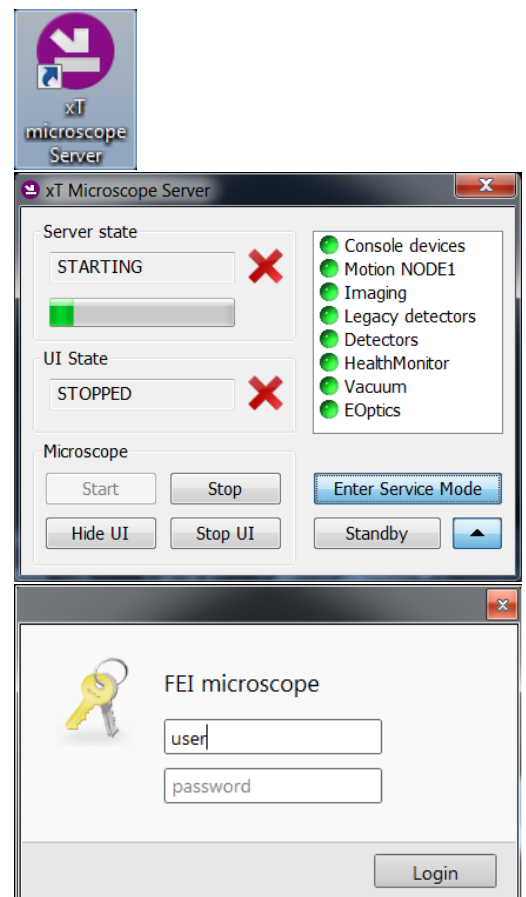 xT
microscope
Server
xT Microscope Server
x
Server state
STARTING
UI State
STOPPED
Console devices
Motion NODE1
Imaging
Legacy detectors
Detectors
HealthMonitor
Vacuum
EOptics
Microscope
Start
Stop
Hide UI
Stop UI
Enter Service Mode
Standby
x
FEI microscope
user
password
Login